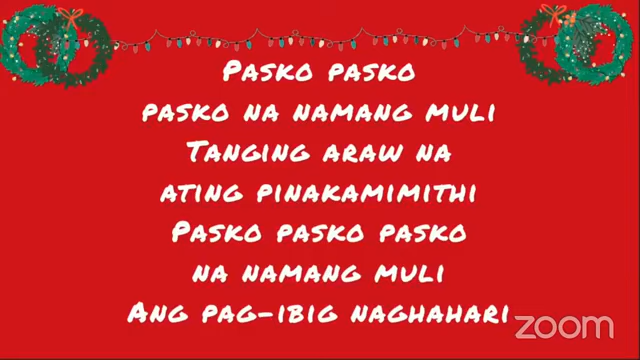 Pasko pasko
pasko na namang muli
Tanging araw na
ating pinakamimithi
Pasko pasko pasko
na namang muli
Ang pag-ibig naghahari
zoom